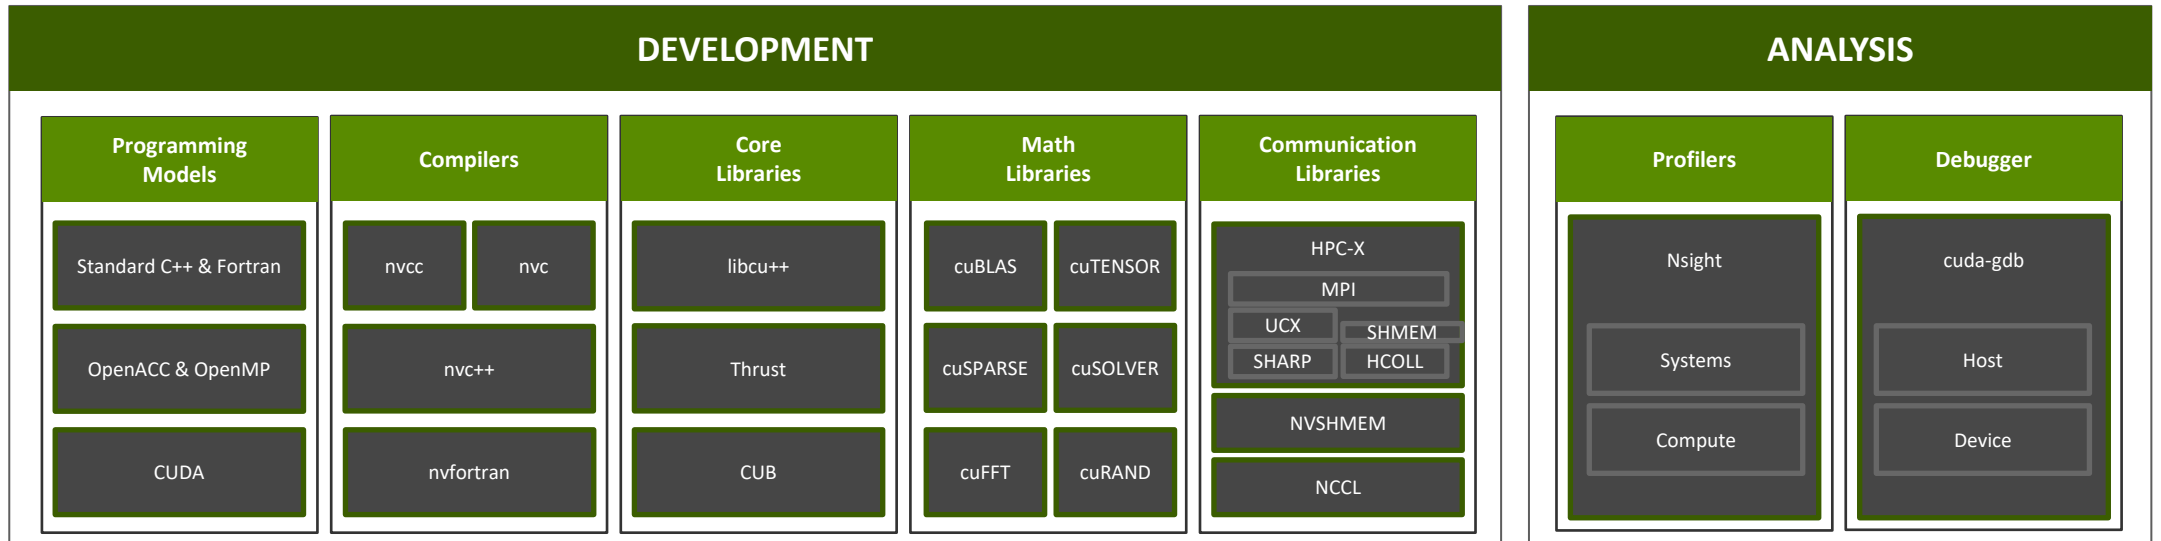 DEVELOPMENT
Programming
Models
Standard C++ & Fortran
OpenACC & OpenMP
CUDA
Compilers
nvcc
nvc
nvc++
nvfortran
Core
Libraries
libcu++
Thrust
CUB
Math
Libraries
cuBLAS
cuTENSOR
cuSPARSE
cuSOLVER
cuFFT
cuRAND
Communication
Libraries
HPC-X
MPI
UCX
SHMEM
SHARP
HCOLL
NVSHMEM
NCCL
ANALYSIS
Profilers
Nsight
Systems
Compute
Debugger
cuda-gdb
Host
Device